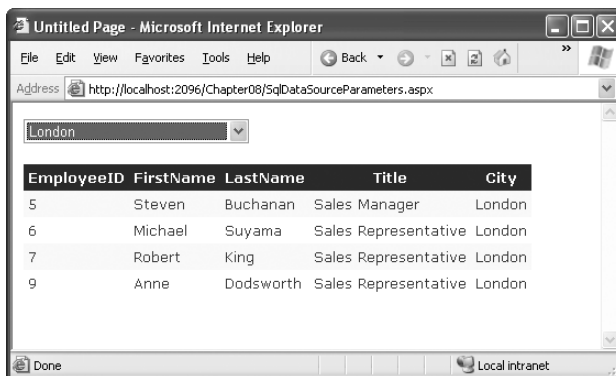 Untitled Page - Microsoft Internet Explorer
File Edit View Favorites Tools Help Back »
Address http://localhost:2096/Chapter08/SqlDataSourceParameters.aspx
London
EmployeeID FirstName LastName Title City
5 Steven Buchanan Sales Manager London
6 Michael Suyama Sales Representative London
7 Robert King Sales Representative London
9 Anne Dodsworth Sales Representative London
Done Local intranet